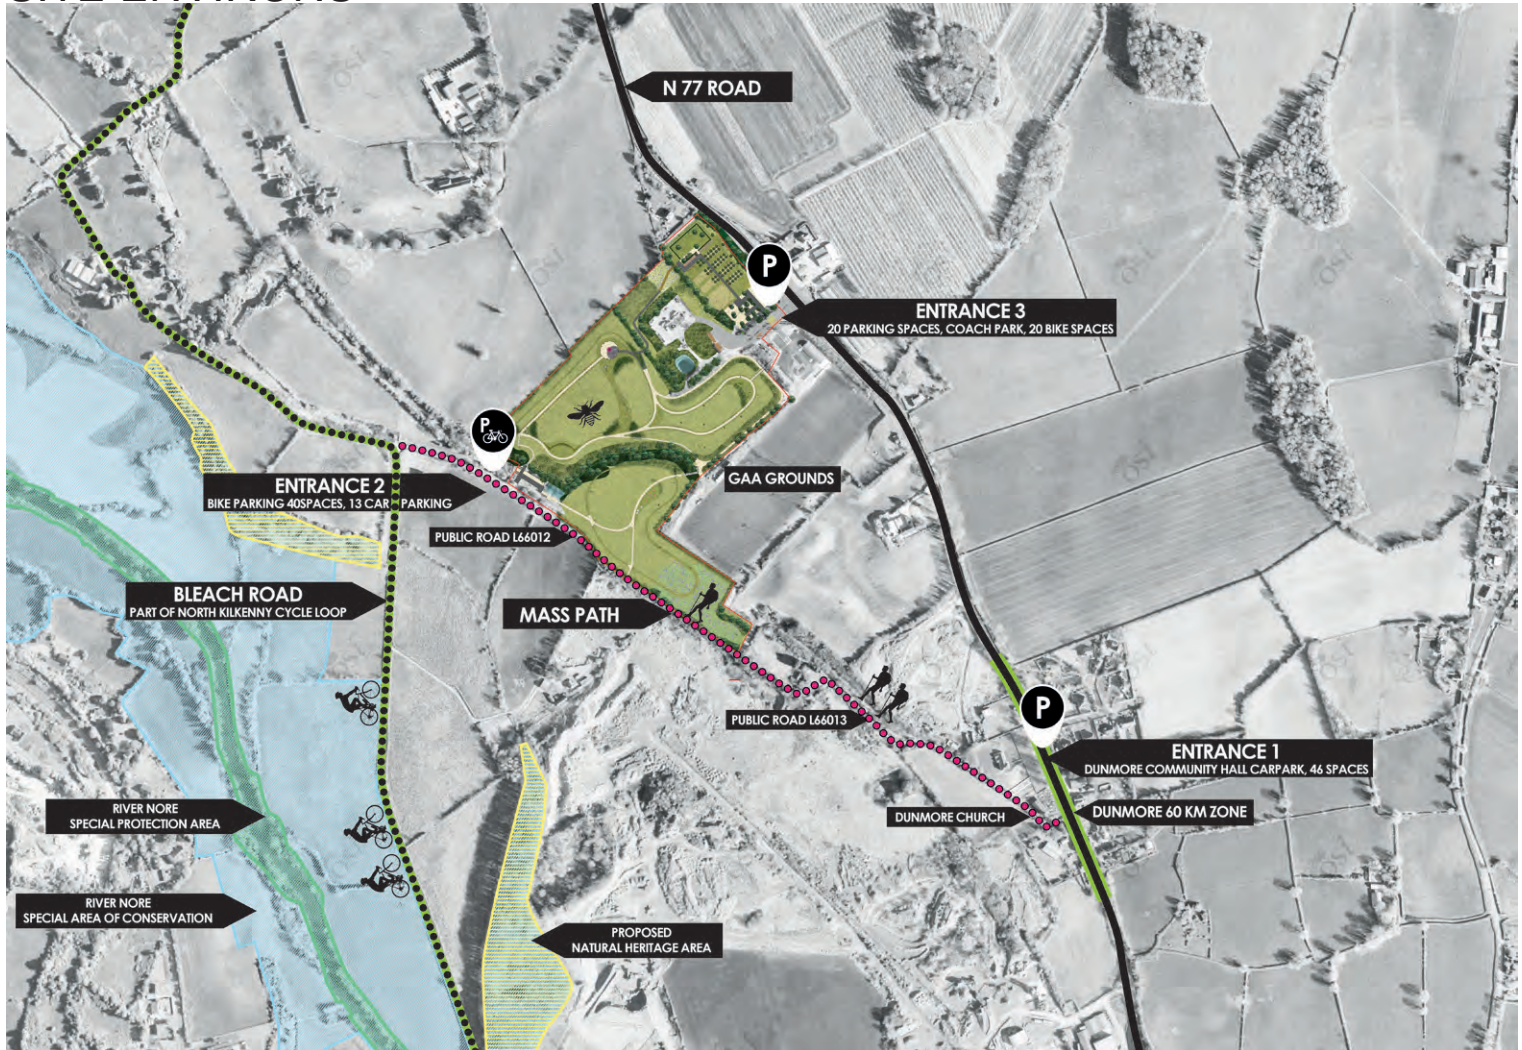 SITE ENVIRONS
N 77 ROAD
P
ENTRANCE 3
20 PARKING SPACES, COACH PARK, 20 BIKE SPACES
P
ENTRANCE 2
BIKE PARKING 40SPACES, 13 CAR PARKING
GAA GROUNDS
PUBLIC ROAD L66012
BLEACH ROAD
PART OF NORTH KILKENNY CYCLE LOOP
MASS PATH
PUBLIC ROAD L66013
P
ENTRANCE 1
DUNMORE COMMUNITY HALL CARPARK, 46 SPACES
RIVER NORE
SPECIAL PROTECTION AREA
DUNMORE CHURCH
DUNMORE 60 KM ZONE
RIVER NORE
SPECIAL AREA OF CONSERVATION
PROPOSED
NATURAL HERITAGE AREA